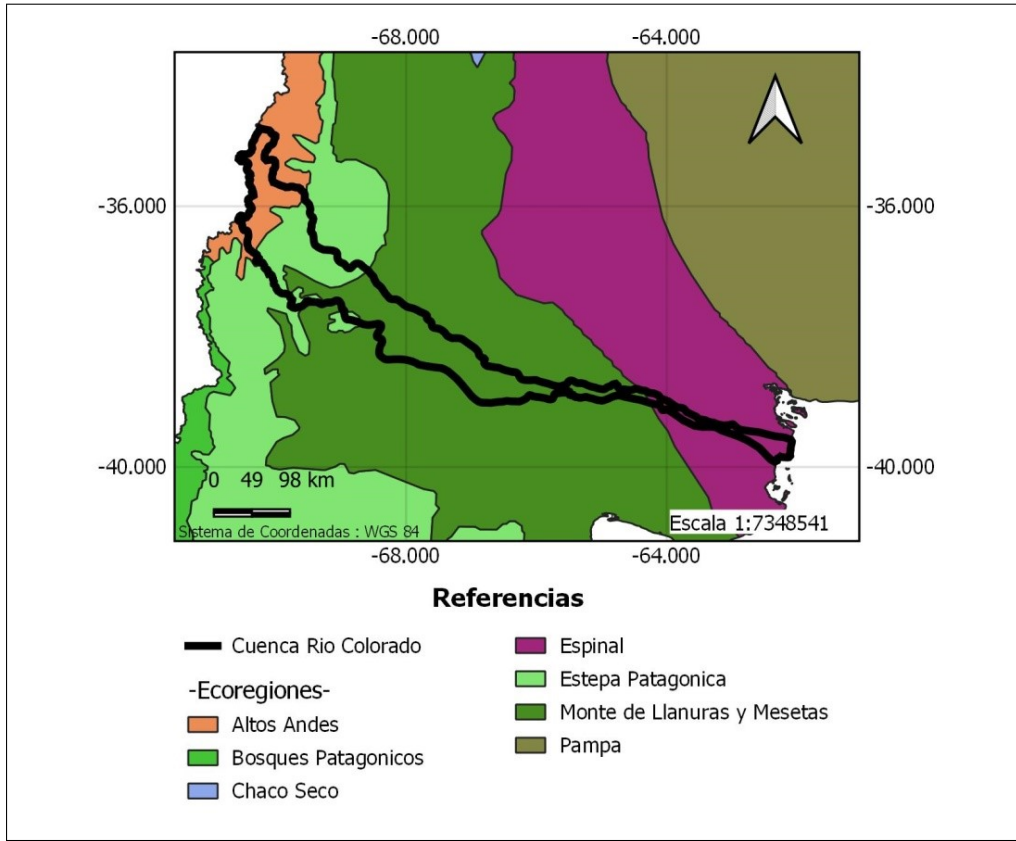 -68.000 -64.000
-36.000 -36.000
-40.000 -40.000
0 49 98 km
Sistema de Coordenadas : WGS 84
Escala 1:7348541
-68.000 -64.000
Referencias
Cuenca Rio Colorado
-Ecoregiones-
Altos Andes
Bosques Patagonicos
Chaco Seco
Espinal
Estepa Patagonica
Monte de Llanuras y Mesetas
Pampa